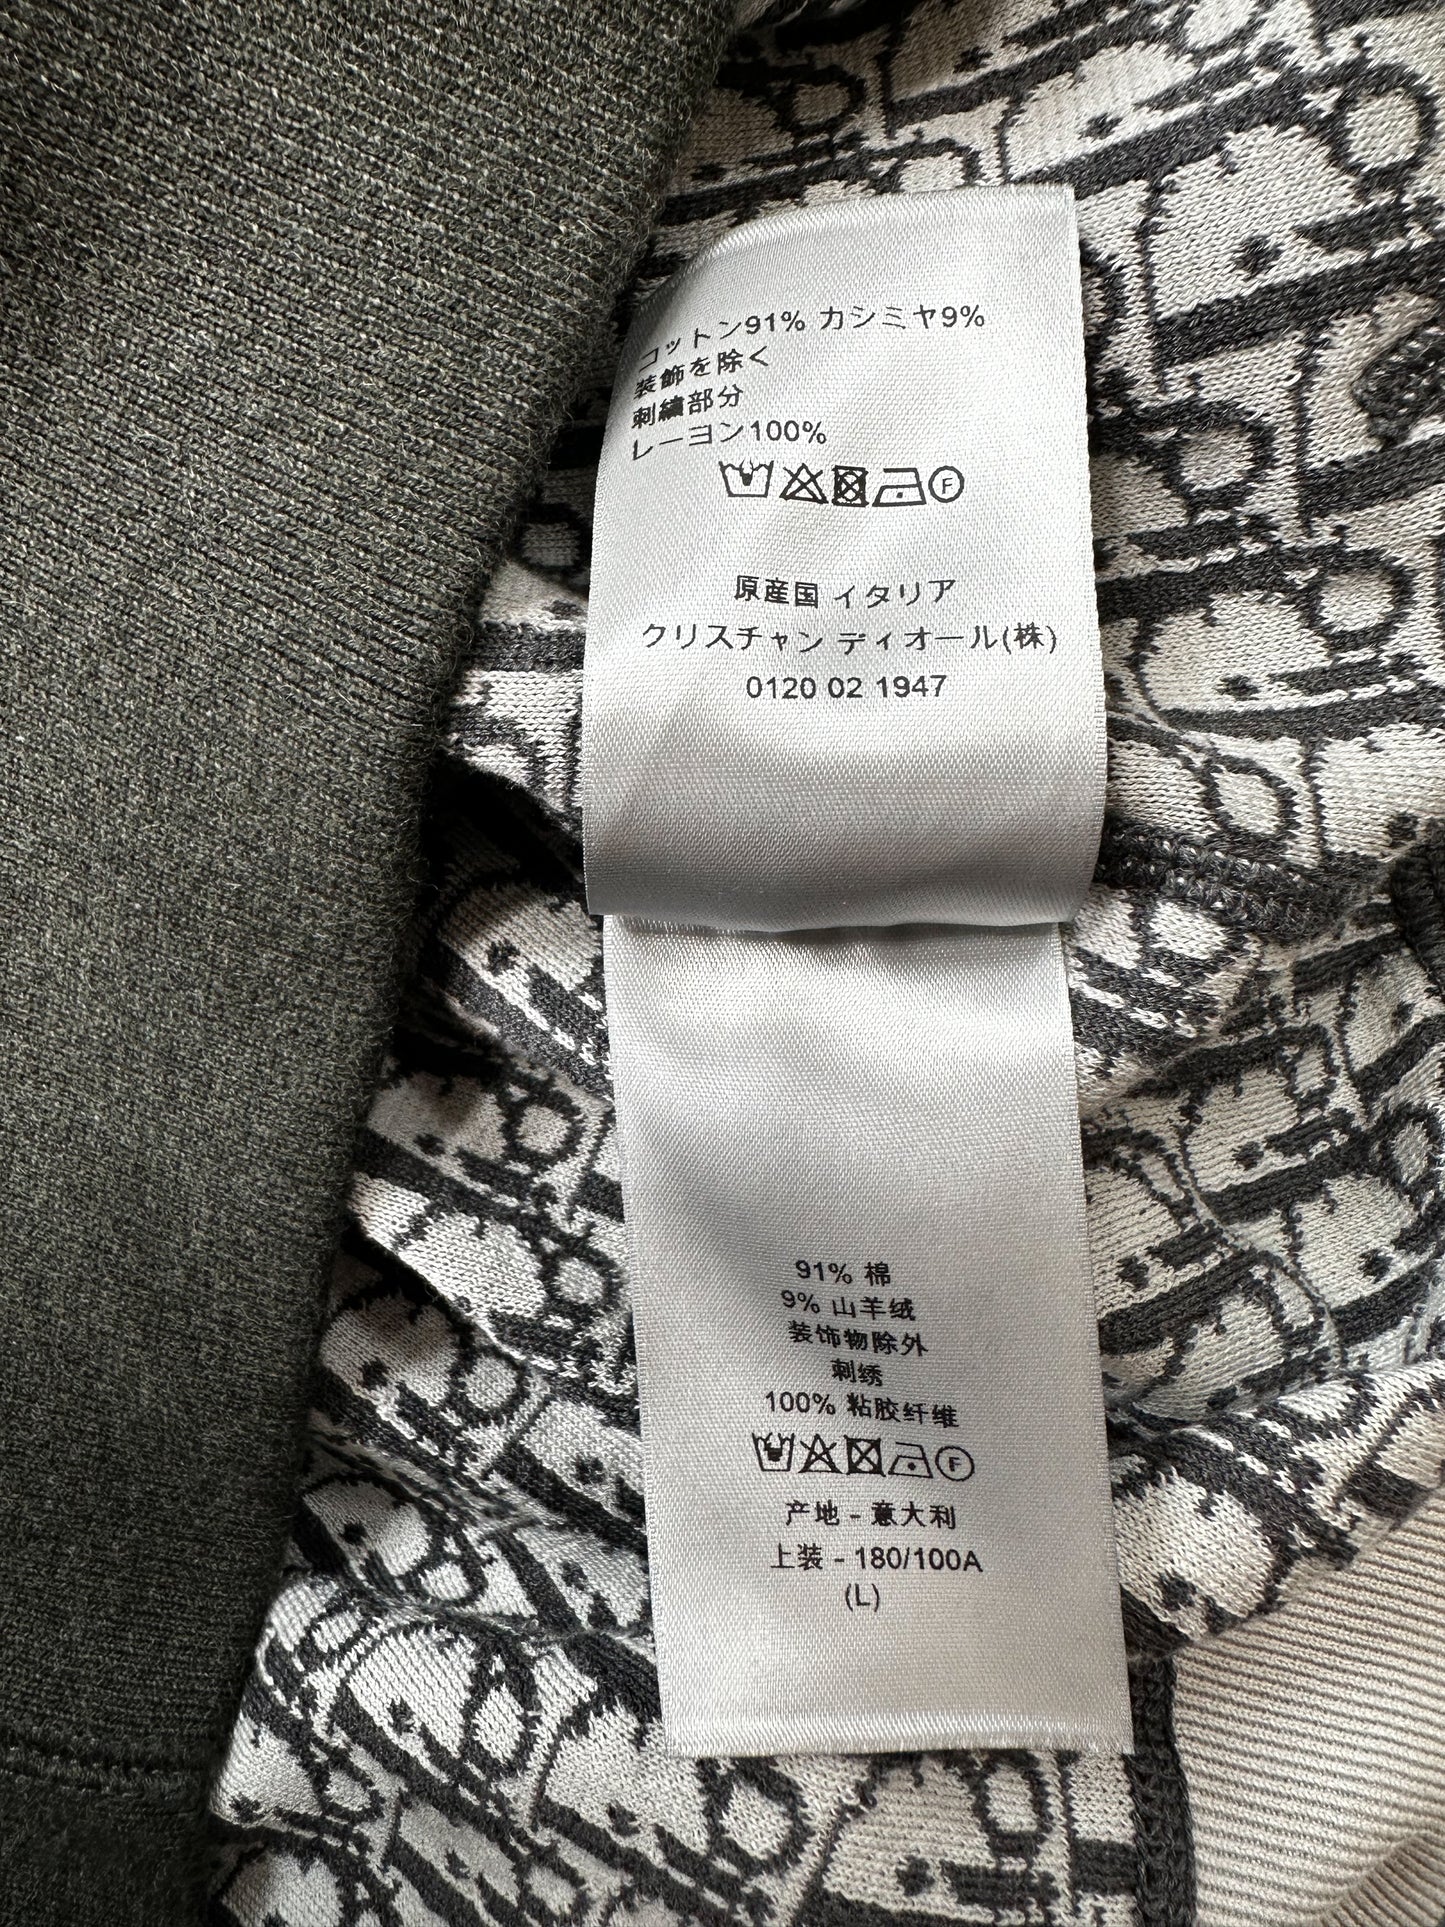 コットン91% カシミヤ9%
装飾を除く
刺繍部分
レーヨン100%
F
原産国 イタリア
クリスチャン ディオール(株)
0120 02 1947
91% 棉
9% 山羊绒
装饰物除外
刺绣
100% 粘胶纤维
F
产地 - 意大利
上装 - 180/100A
(L)